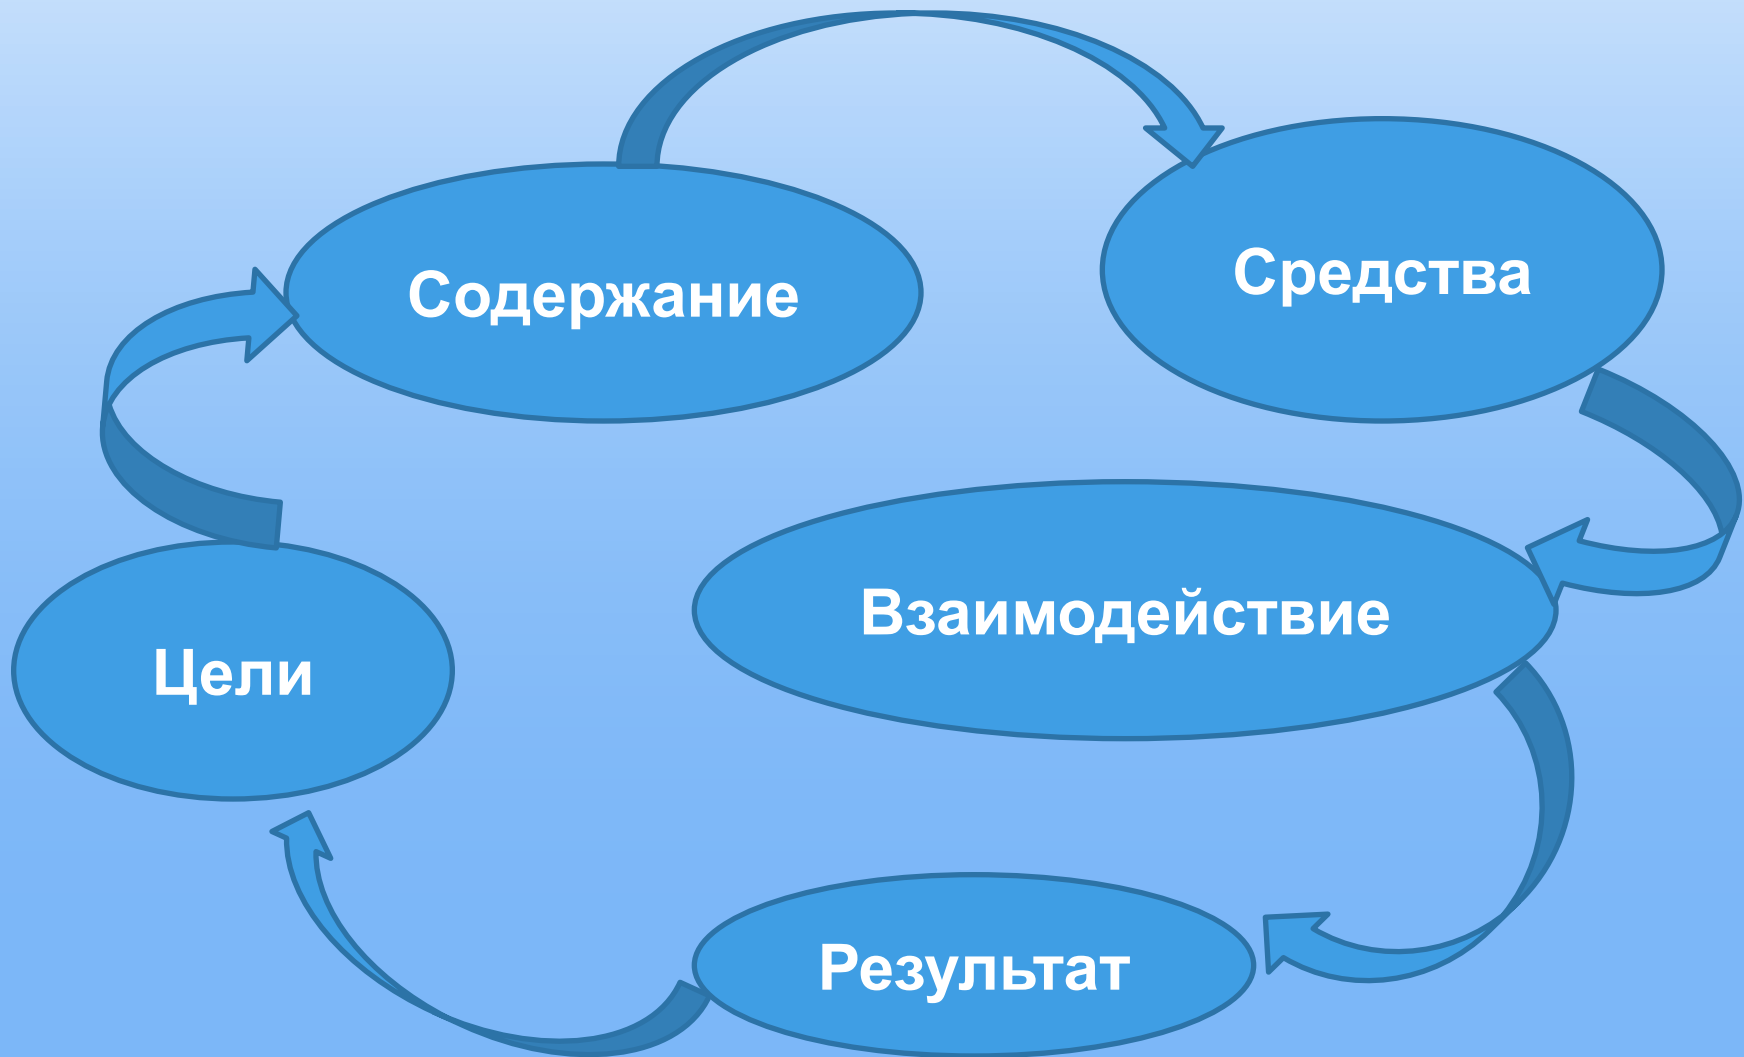 Содержание
Средства
Взаимодействие
Цели
Результат